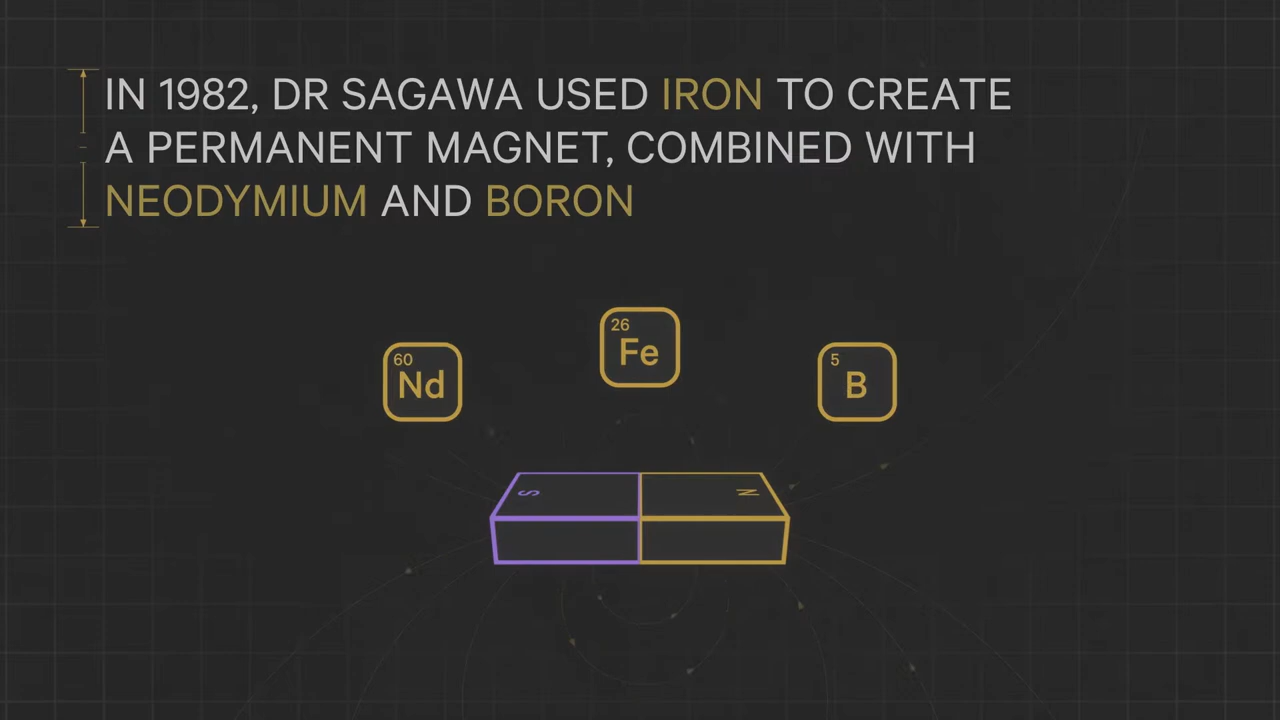 IN 1982, DR SAGAWA USED IRON TO CREATE
A PERMANENT MAGNET, COMBINED WITH
NEODYMIUM AND BORON
26
Fe
60
Nd
5
B
S
N